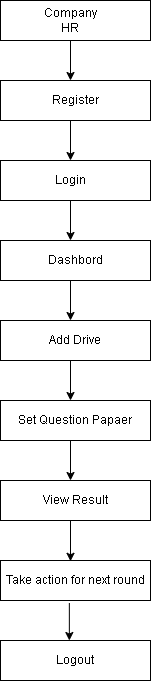 Company
HR
Register
Login
Dashbord
Add Drive
Set Question Papaer
View Result
Take action for next round
Logout